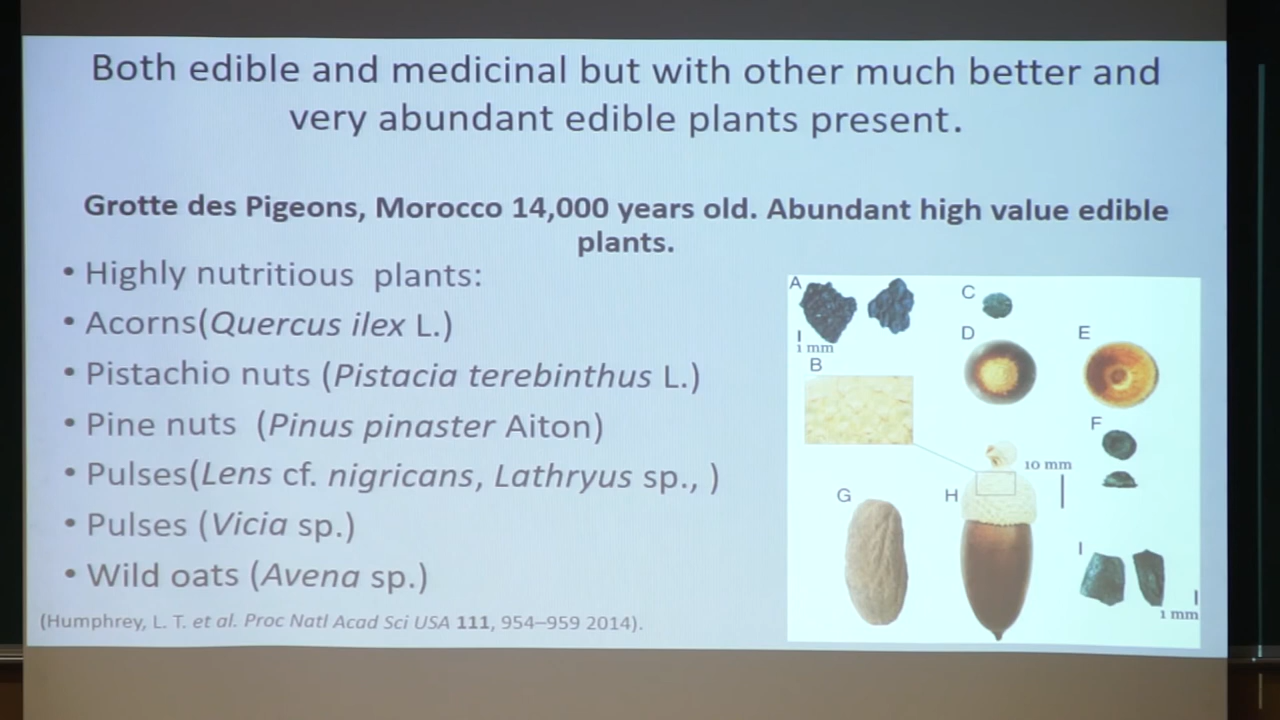 Both edible and medicinal but with other much better and
very abundant edible plants present.
Grotte des Pigeons, Morocco 14,000 years old. Abundant high value edible
plants.
• Highly nutritious plants:
• Acorns(Quercus ilex L.)
• Pistachio nuts (Pistacia terebinthus L.)
• Pine nuts (Pinus pinaster Aiton)
• Pulses(Lens cf. nigricans, Lathryus sp., )
• Pulses (Vicia sp.)
• Wild oats (Avena sp.)
(Humphrey, L. T. et al. Proc Natl Acad Sci USA 111, 954–959 2014).
A
C
1 mm
D
E
B
F
10 mm
G
H
I
1 mm